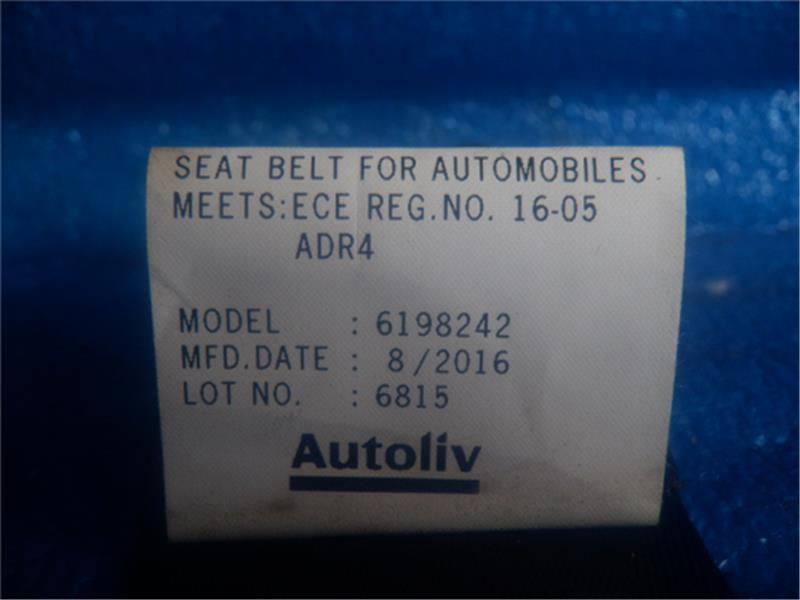 SEAT BELT FOR AUTOMOBILES
MEETS:ECE REG.NO. 16-05
ADR4
MODEL : 6198242
MFD.DATE : 8/2016
LOT NO. : 6815
Autoliv